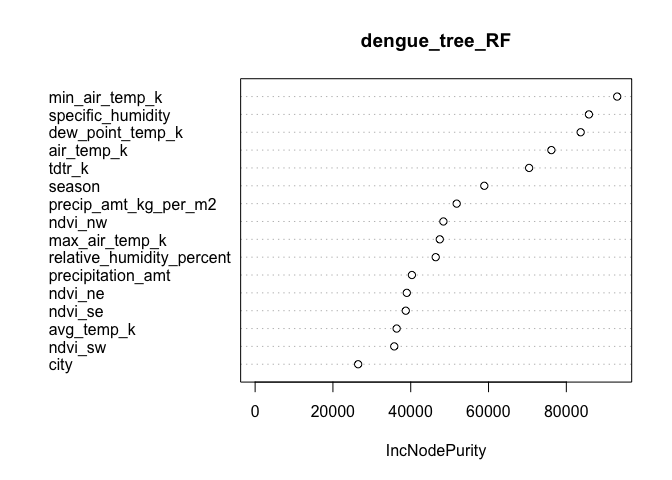 dengue_tree_RF
min_air_temp_k
specific_humidity
dew_point_temp_k
air_temp_k
tdtr_k
season
precip_amt_kg_per_m2
ndvi_nw
max_air_temp_k
relative_humidity_percent
precipitation_amt
ndvi_ne
ndvi_se
avg_temp_k
ndvi_sw
city
0 20000 40000 60000 80000
IncNodePurity